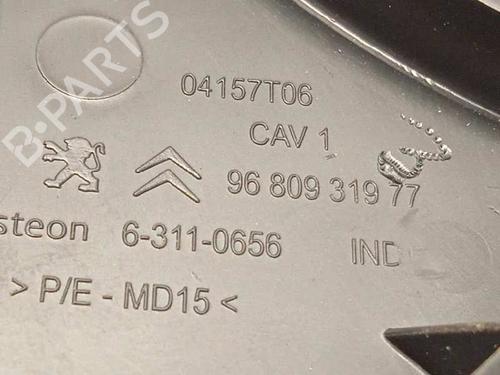 B-PARTS
04157T06
CAV 1
96 809 319 77
steon 6-311-0656 IND
> P/E - MD15 <